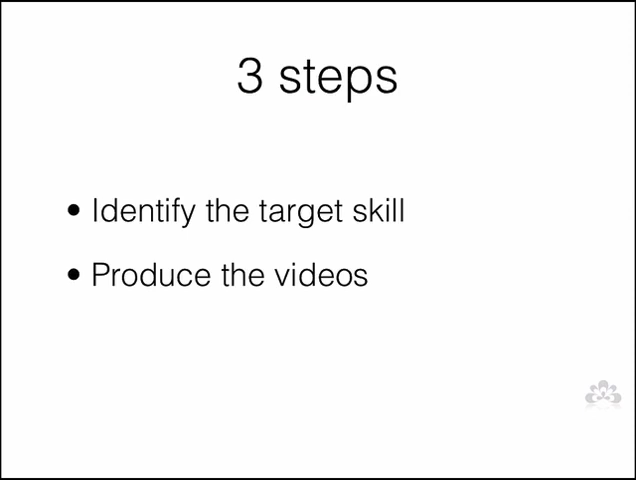 3 steps
• Identify the target skill
• Produce the videos